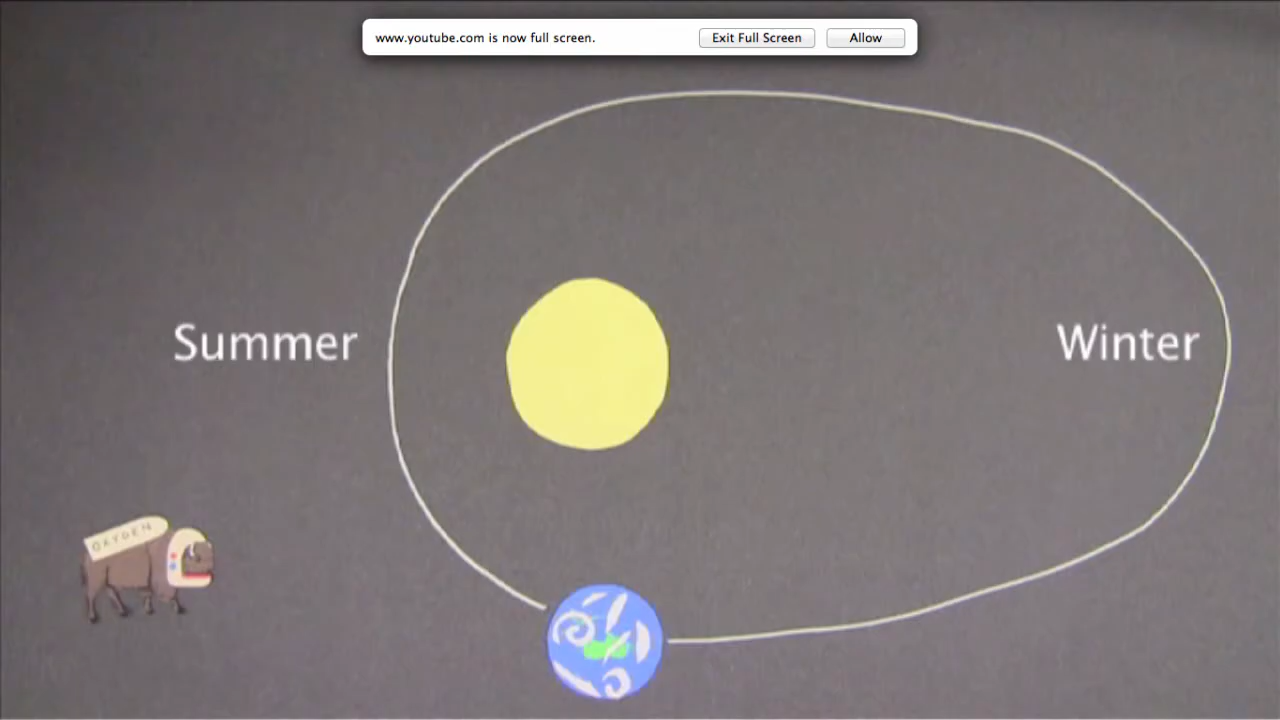 www.youtube.com is now full screen.
Exit Full Screen
Allow
Summer
Winter
OXYGEN